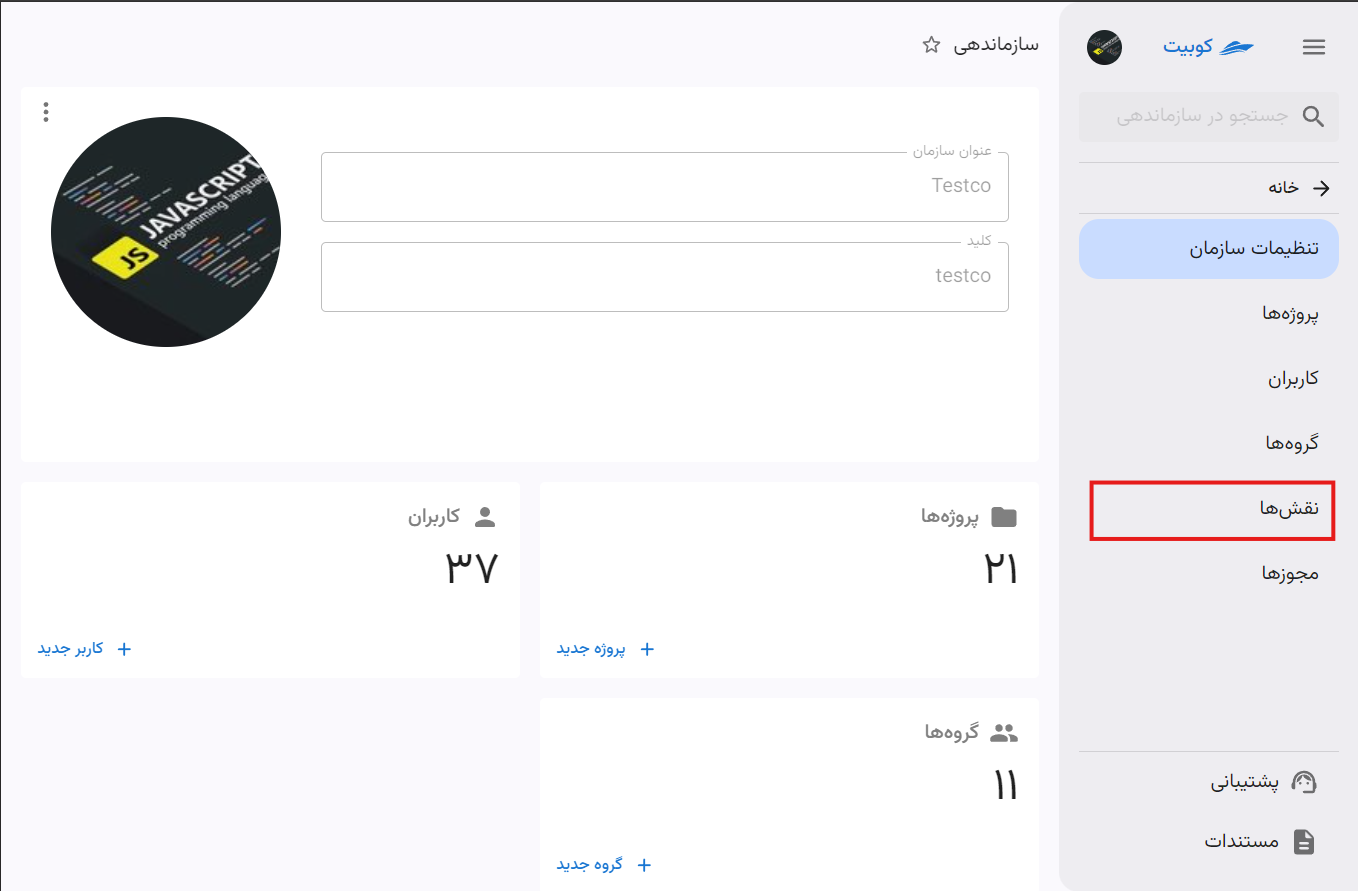 کوبیت
جستجو در سازماندهی
خانه
تنظیمات سازمان
پروژه‌ها
کاربران
گروه‌ها
نقش‌ها
مجوزها
پشتیبانی
مستندات
سازماندهی
عنوان سازمان
Testco
کلید
testco
JAVASCRIPT
programming language
JS
پروژه‌ها
۲۱
پروژه جدید
کاربران
۳۷
کاربر جدید
گروه‌ها
۱۱
گروه جدید